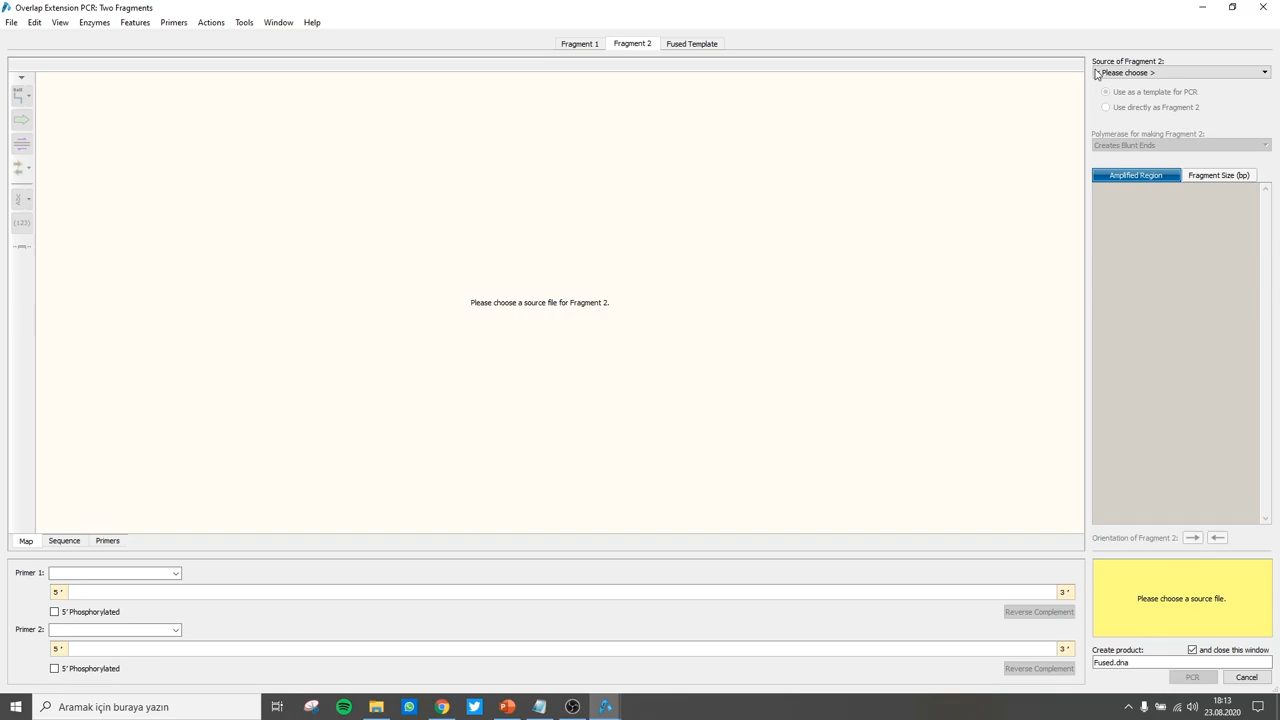 Overlap Extension PCR: Two Fragments
File Edit View Enzymes Features Primers Actions Tools Window Help
Fragment 1 Fragment 2 Fused Template
Source of Fragment 2:
Please choose >
Use as a template for PCR
Use directly as Fragment 2
Polymerase for making Fragment 2:
Creates Blunt Ends
Amplified Region Fragment Size (bp)
(123)
Please choose a source file for Fragment 2.
Orientation of Fragment 2:
Map Sequence Primers
Primer 1:
5' 3'
5' Phosphorylated Reverse Complement
Primer 2:
5' 3'
5' Phosphorylated Reverse Complement
Please choose a source file.
Create product: and close this window
Fused.dna
PCR Cancel
Aramak için buraya yazın
18:13
23.08.2020